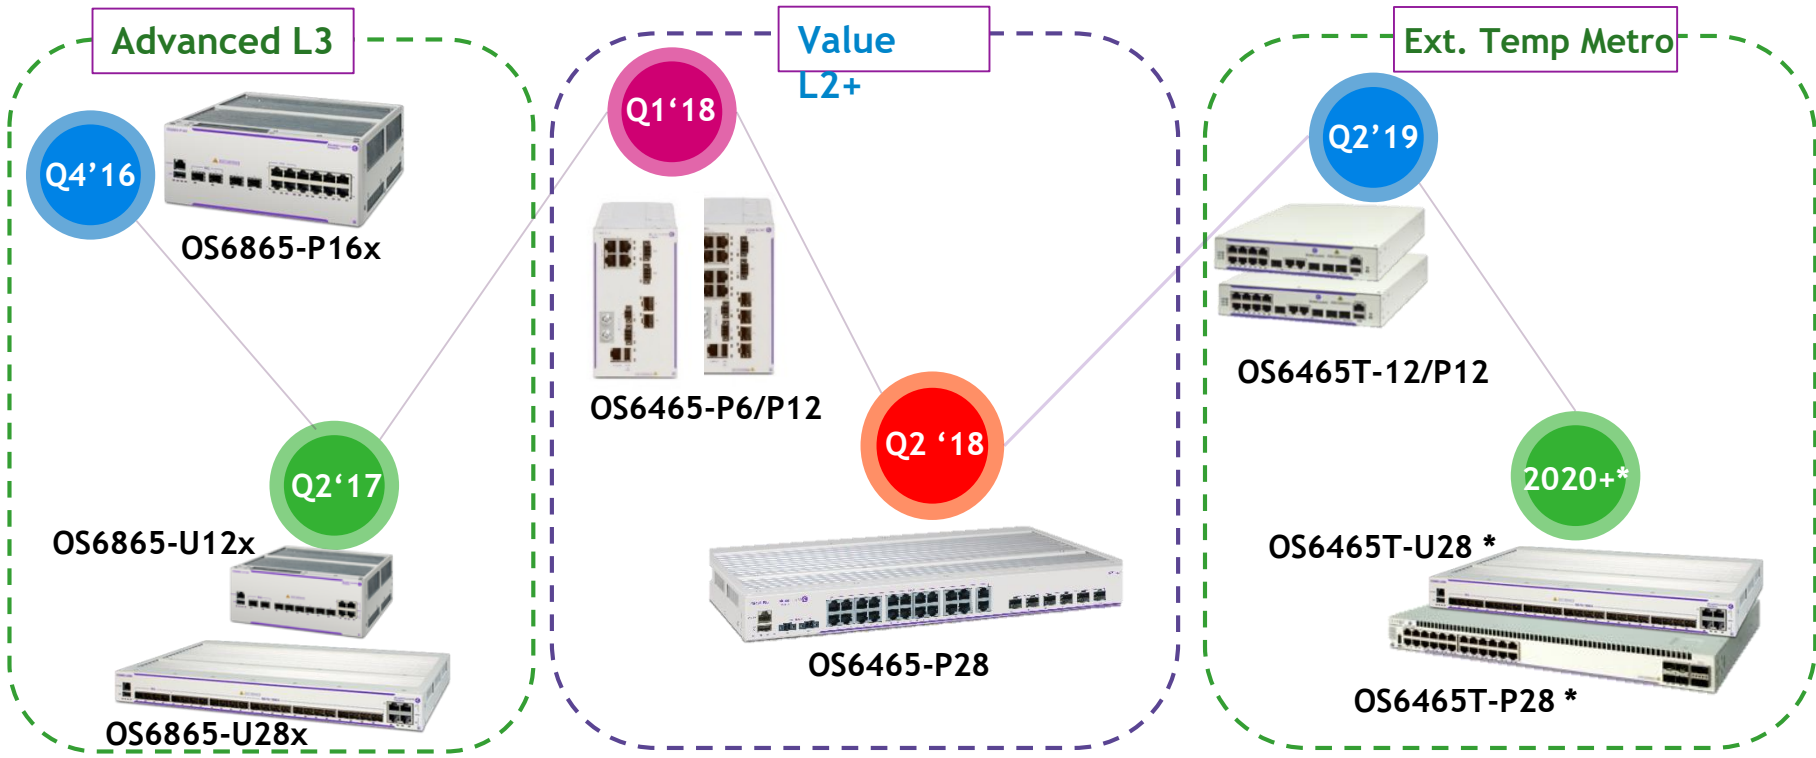 Advanced L3
Q4’16
OS6865-P16x
Q2‘17
OS6865-U12x
OS6865-U28x
Value
L2+
Q1‘18
OS6465-P6/P12
Q2 ‘18
OS6465-P28
Ext. Temp Metro
Q2’19
OS6465T-12/P12
2020+*
OS6465T-U28 *
OS6465T-P28 *